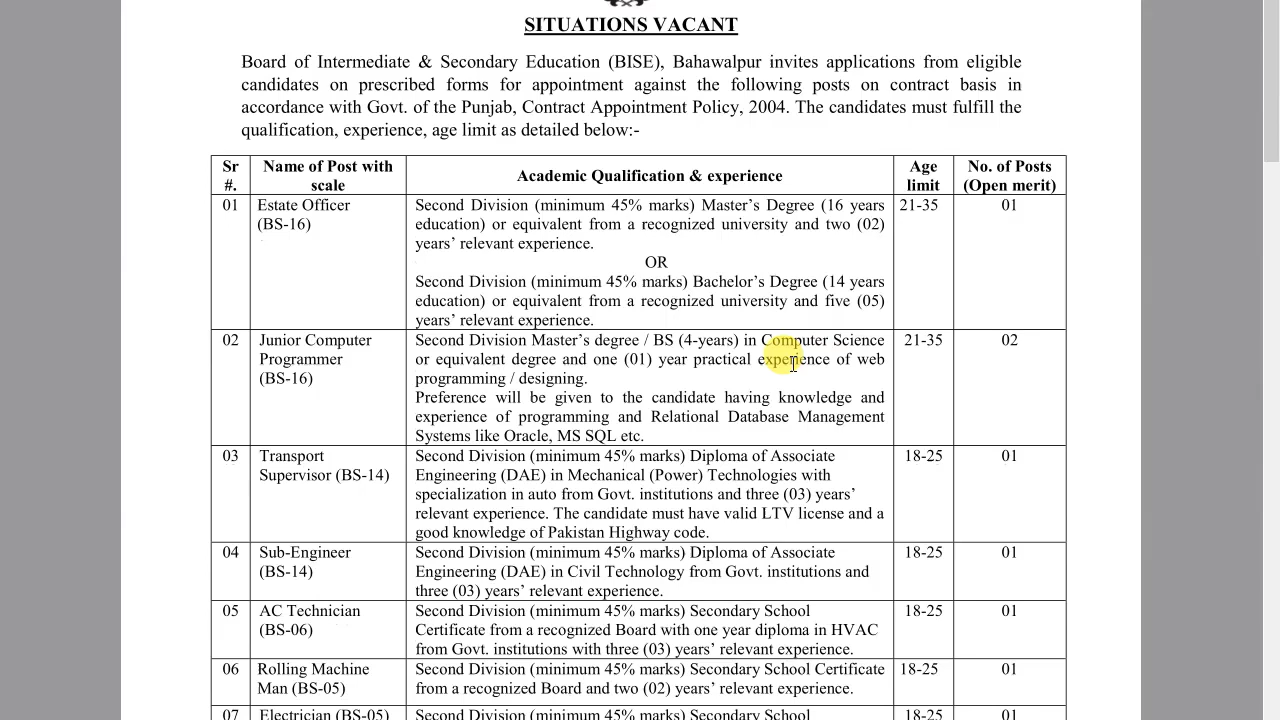 SITUATIONS VACANT
Board of Intermediate & Secondary Education (BISE), Bahawalpur invites applications from eligible
candidates on prescribed forms for appointment against the following posts on contract basis in
accordance with Govt. of the Punjab, Contract Appointment Policy, 2004. The candidates must fulfill the
qualification, experience, age limit as detailed below:-
Sr #. Name of Post with scale Academic Qualification & experience Age limit No. of Posts (Open merit)
01 Estate Officer (BS-16)
Second Division (minimum 45% marks) Master’s Degree (16 years
education) or equivalent from a recognized university and two (02)
years’ relevant experience.
OR
Second Division (minimum 45% marks) Bachelor’s Degree (14 years
education) or equivalent from a recognized university and five (05)
years’ relevant experience.
21-35 01
02 Junior Computer Programmer (BS-16)
Second Division Master’s degree / BS (4-years) in Computer Science
or equivalent degree and one (01) year practical experience of web
programming / designing.
Preference will be given to the candidate having knowledge and
experience of programming and Relational Database Management
Systems like Oracle, MS SQL etc.
21-35 02
03 Transport Supervisor (BS-14)
Second Division (minimum 45% marks) Diploma of Associate
Engineering (DAE) in Mechanical (Power) Technologies with
specialization in auto from Govt. institutions and three (03) years’
relevant experience. The candidate must have valid LTV license and a
good knowledge of Pakistan Highway code.
18-25 01
04 Sub-Engineer (BS-14)
Second Division (minimum 45% marks) Diploma of Associate
Engineering (DAE) in Civil Technology from Govt. institutions and
three (03) years’ relevant experience.
18-25 01
05 AC Technician (BS-06)
Second Division (minimum 45% marks) Secondary School
Certificate from a recognized Board with one year diploma in HVAC
from Govt. institutions with three (03) years’ relevant experience.
18-25 01
06 Rolling Machine Man (BS-05)
Second Division (minimum 45% marks) Secondary School Certificate
from a recognized Board and two (02) years’ relevant experience.
18-25 01
07 Electrician (BS-05) Second Division (minimum 45% marks) Secondary School 18-25 01